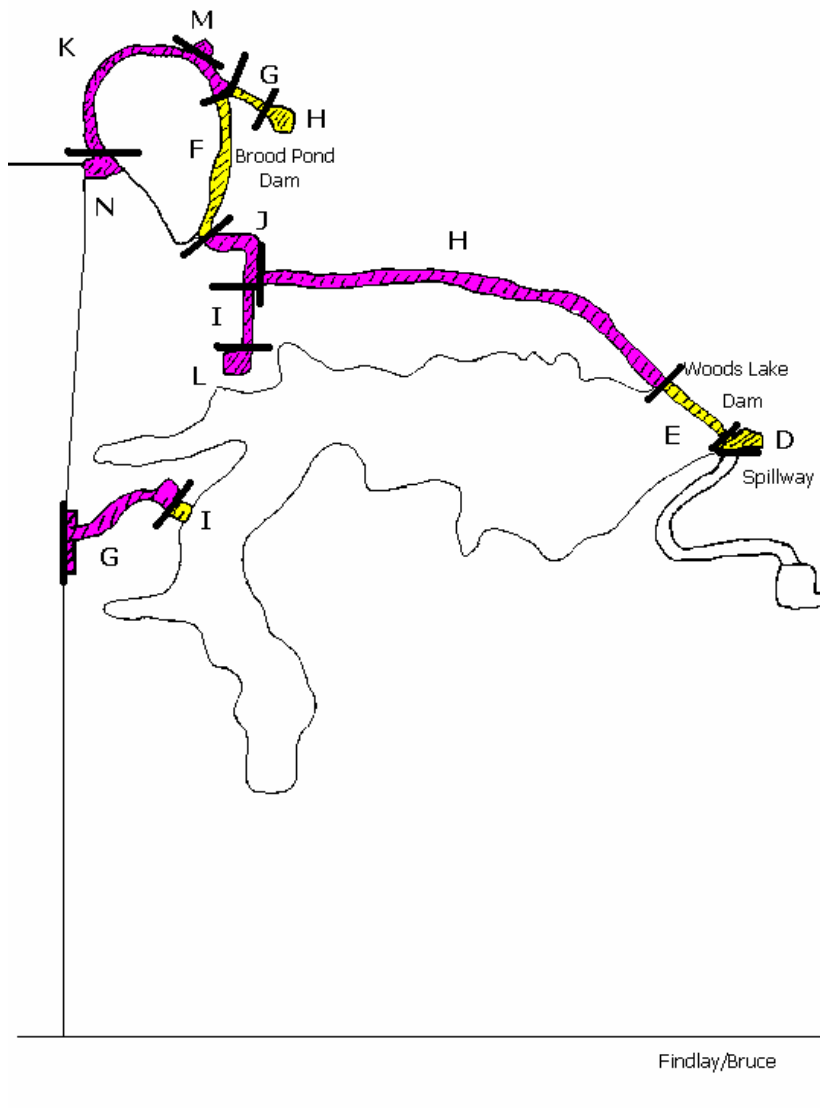 M
K
G
H
F
Brood Pond
Dam
N
J
H
I
L
Woods Lake
Dam
E
D
Spillway
I
G
Findlay/Bruce